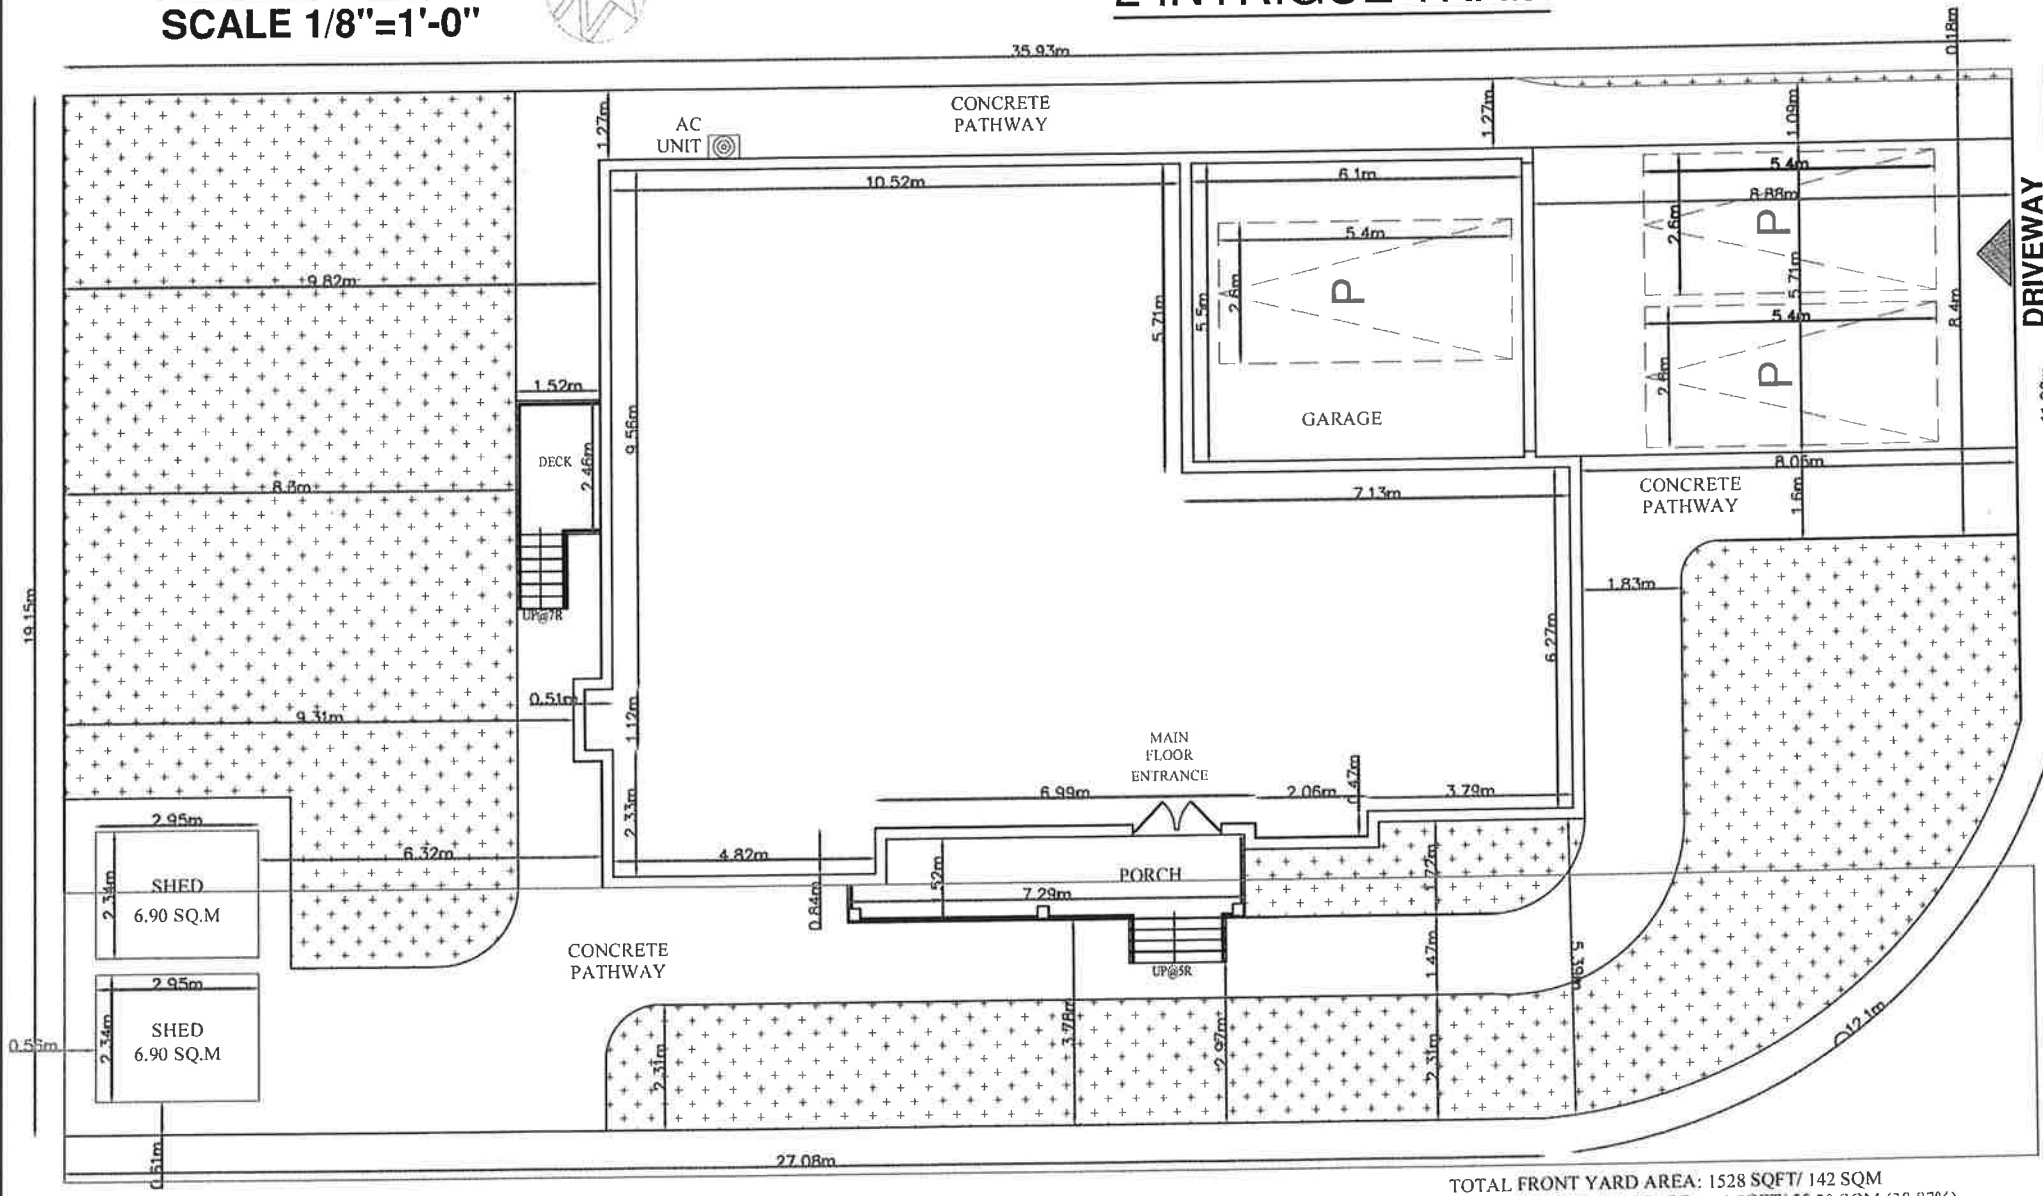 SCALE 1/8"=1'-0"
35.93m
0.18m
CONCRETE
PATHWAY
AC
UNIT
1.27m
1.27m
1.09m
10.52m
6.1m
5.4m
8.88m
DRIVEWAY
2.6m
P
5.71m
5.4m
2.6m
P
5.71m
5.5m
5.4m
2.6m
P
8.4m
9.82m
1.52m
GARAGE
9.56m
DECK
2.46m
8.3m
UP@7R
7.13m
8.05m
CONCRETE
PATHWAY
1.6m
1.83m
19.15m
6.27m
0.51m
9.31m
1.12m
MAIN
FLOOR
ENTRANCE
6.99m
2.06m
0.47m
3.79m
2.33m
2.95m
6.32m
4.82m
2.34m
SHED
6.90 SQ.M
0.84m
1.52m
PORCH
7.29m
1.72m
CONCRETE
PATHWAY
UP@5R
1.47m
5.39m
2.95m
2.34m
SHED
6.90 SQ.M
2.31m
3.78m
2.97m
2.31m
12.1m
0.61m
27.08m
TOTAL FRONT YARD AREA: 1528 SQFT/ 142 SQM